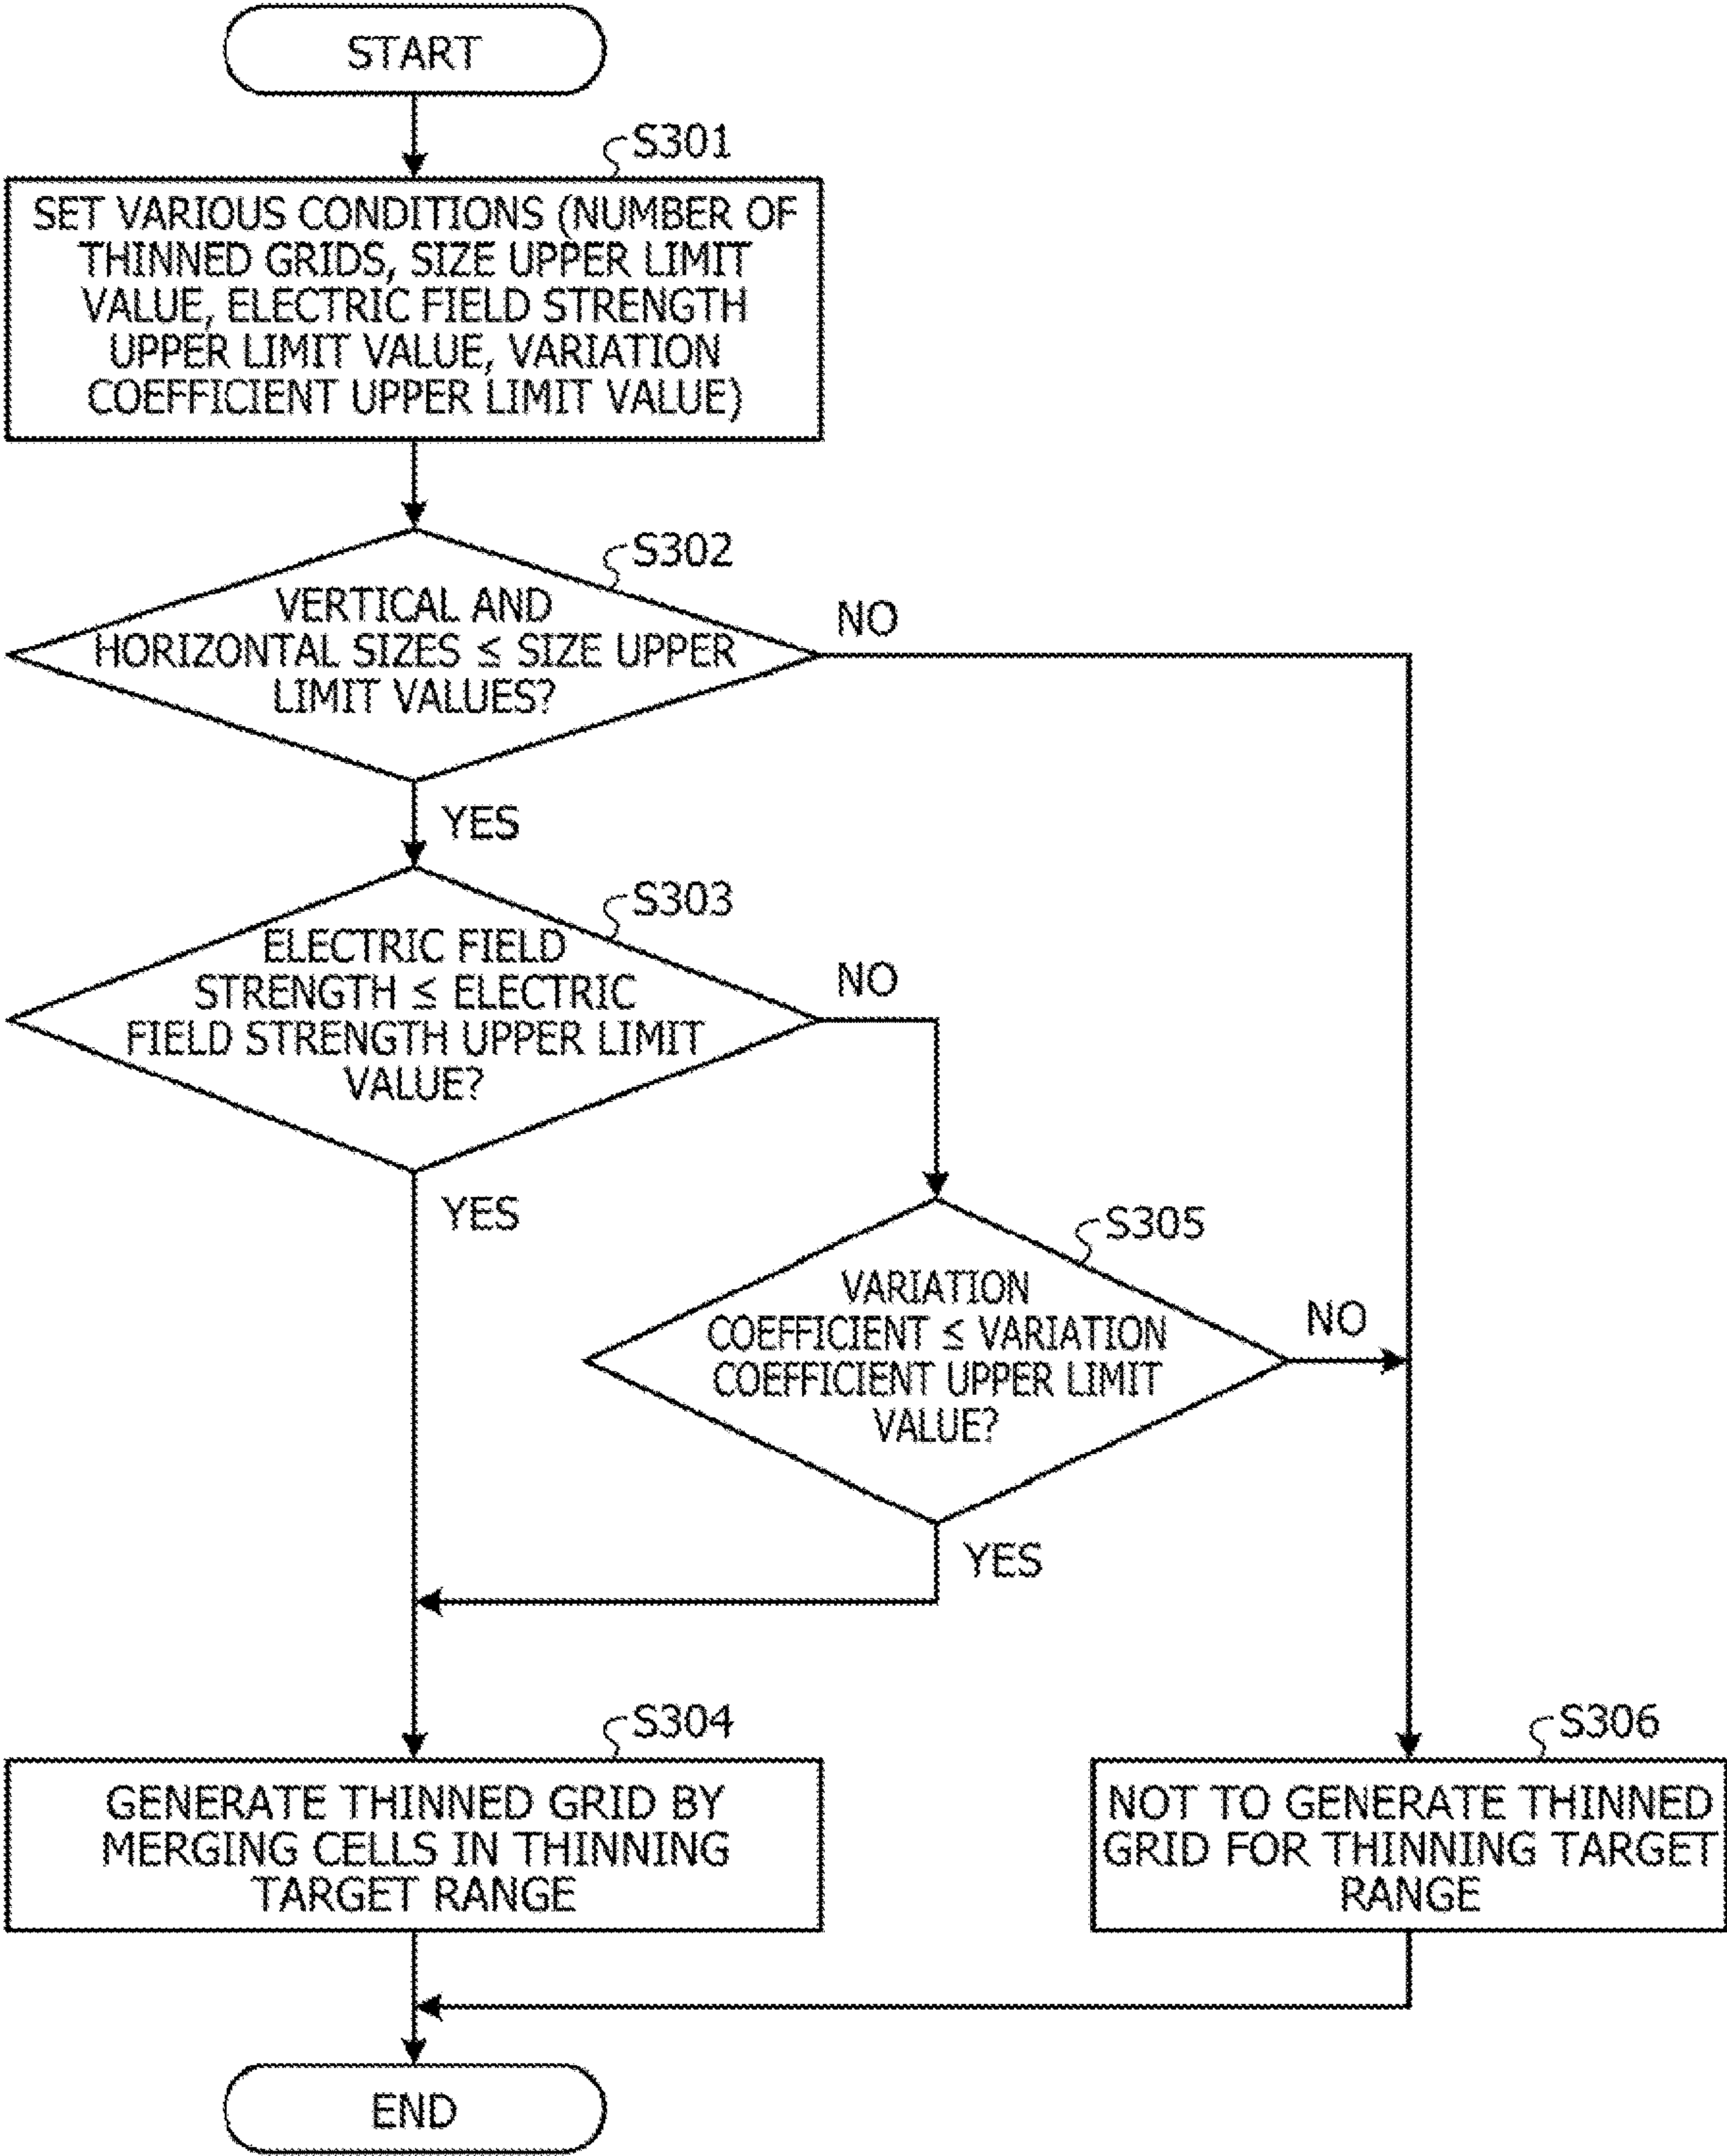 START
S301
SET VARIOUS CONDITIONS (NUMBER OF
THINNED GRIDS, SIZE UPPER LIMIT
VALUE, ELECTRIC FIELD STRENGTH
UPPER LIMIT VALUE, VARIATION
COEFFICIENT UPPER LIMIT VALUE)
S302
VERTICAL AND
HORIZONTAL SIZES ≤ SIZE UPPER
LIMIT VALUES?
NO
YES
S303
ELECTRIC FIELD
STRENGTH ≤ ELECTRIC
FIELD STRENGTH UPPER LIMIT
VALUE?
NO
YES
S305
VARIATION
COEFFICIENT ≤ VARIATION
COEFFICIENT UPPER LIMIT
VALUE?
NO
YES
S304
GENERATE THINNED GRID BY
MERGING CELLS IN THINNING
TARGET RANGE
S306
NOT TO GENERATE THINNED
GRID FOR THINNING TARGET
RANGE
END